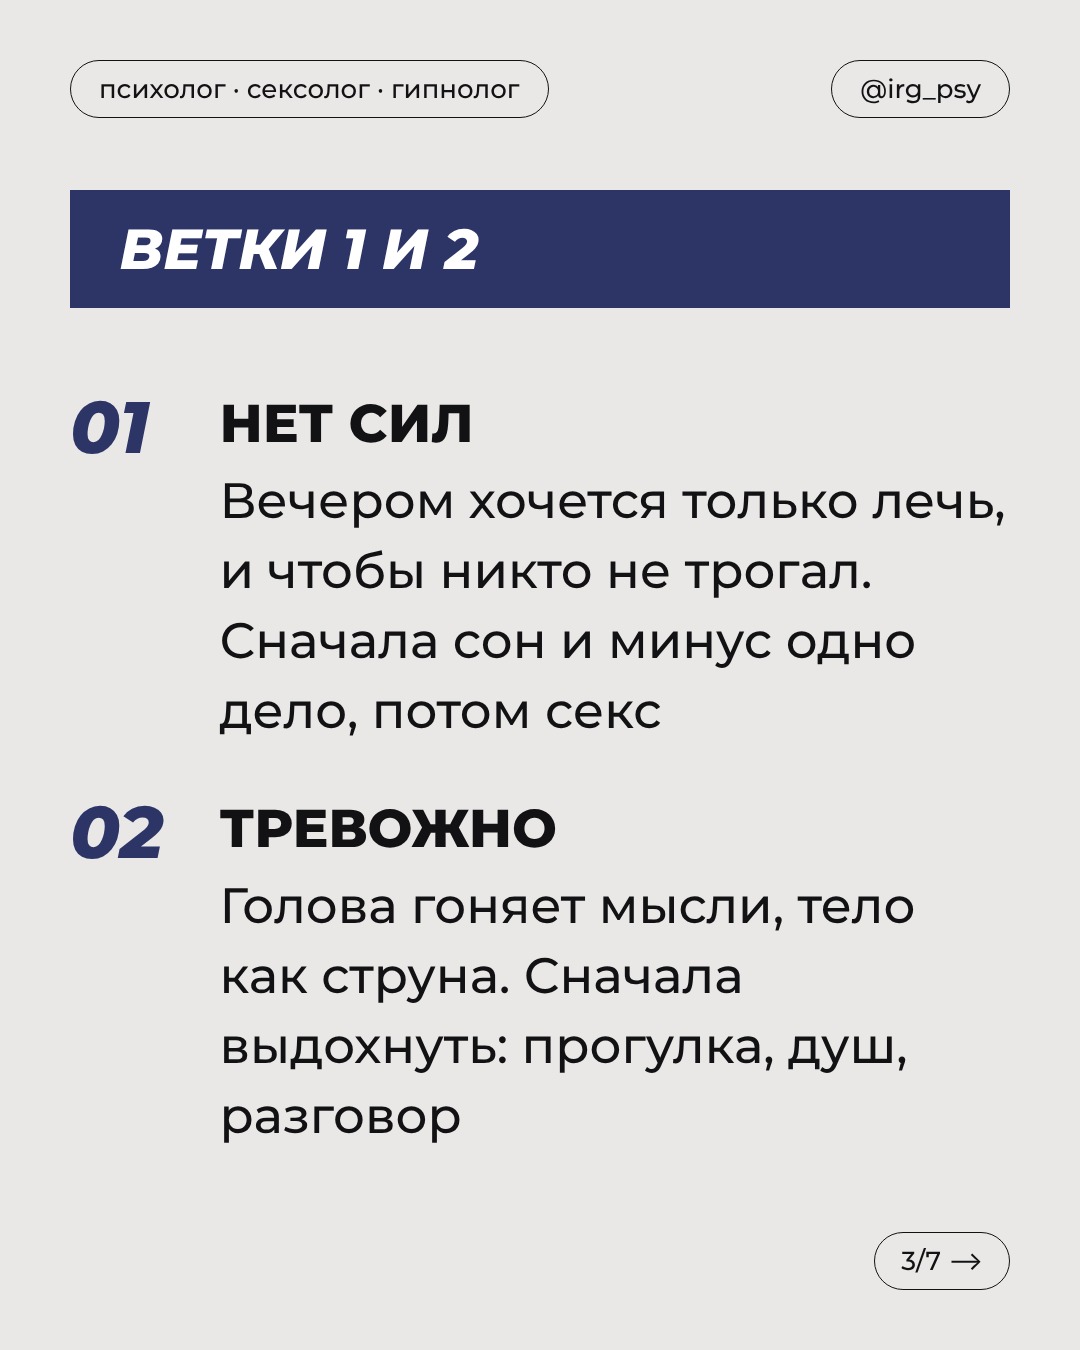 психолог · сексолог · гипнолог
@irg_psy
ВЕТКИ 1 И 2
01
НЕТ СИЛ
Вечером хочется только лечь,
и чтобы никто не трогал.
Сначала сон и минус одно
дело, потом секс
02
ТРЕВОЖНО
Голова гоняет мысли, тело
как струна. Сначала
выдохнуть: прогулка, душ,
разговор
3/7 →